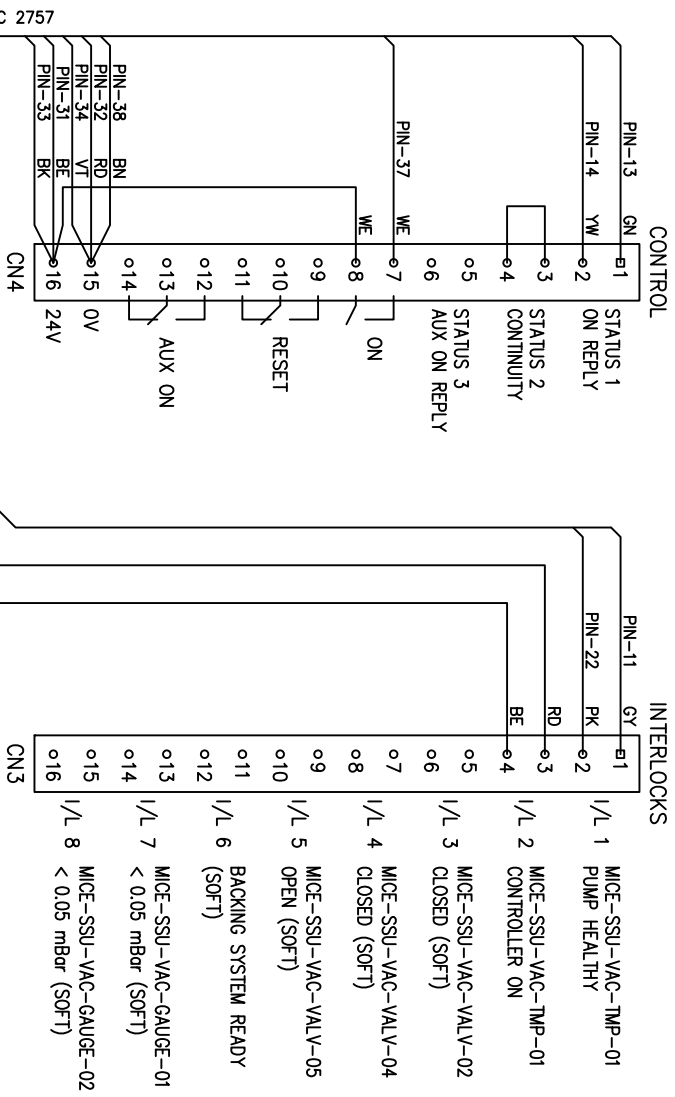 C 2757
CONTROL
PIN-13 GN
PIN-14 YW
PIN-37 WE
WE
PIN-38 BN
PIN-32 RD
PIN-34 VT
PIN-31 BE
PIN-33 BK
1
2
3
4
5
6
7
8
9
10
11
12
13
14
15
16
STATUS 1
ON REPLY
STATUS 2
CONTINUITY
STATUS 3
AUX ON REPLY
ON
RESET
AUX ON
0V
24V
CN4
INTERLOCKS
PIN-11 GY
PIN-22 PK
RD
BE
1
2
3
4
5
6
7
8
9
10
11
12
13
14
15
16
I/L 1 MICE-SSU-VAC-TMP-01
PUMP HEALTHY
I/L 2 MICE-SSU-VAC-TMP-01
CONTROLLER ON
I/L 3 MICE-SSU-VAC-VALV-02
CLOSED (SOFT)
I/L 4 MICE-SSU-VAC-VALV-04
CLOSED (SOFT)
I/L 5 MICE-SSU-VAC-VALV-05
OPEN (SOFT)
I/L 6 BACKING SYSTEM READY
(SOFT)
I/L 7 MICE-SSU-VAC-GAUGE-01
< 0.05 mBar (SOFT)
I/L 8 MICE-SSU-VAC-GAUGE-02
< 0.05 mBar (SOFT)
CN3